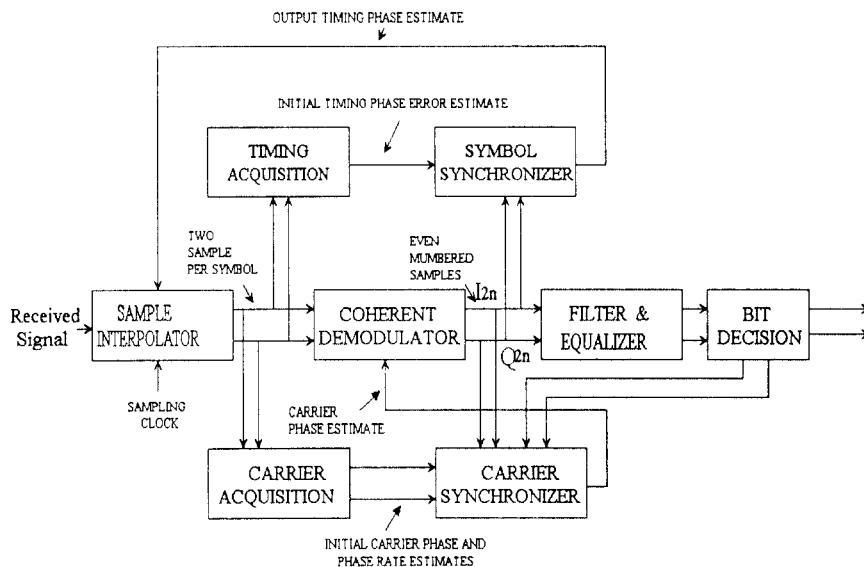 OUTPUT TIMING PHASE ESTIMATE
INITIAL TIMING PHASE ERROR ESTIMATE
TIMING
ACQUISITION
SYMBOL
SYNCHRONIZER
TWO
SAMPLE
PER SYMBOL
EVEN
MUMBERED
SAMPLES
I2n
Received
Signal
SAMPLE
INTERPOLATOR
COHERENT
DEMODULATOR
FILTER &
EQUALIZER
BIT
DECISION
Q2n
SAMPLING
CLOCK
CARRIER
PHASE ESTIMATE
CARRIER
ACQUISITION
CARRIER
SYNCHRONIZER
INITIAL CARRIER PHASE AND
PHASE RATE ESTIMATES